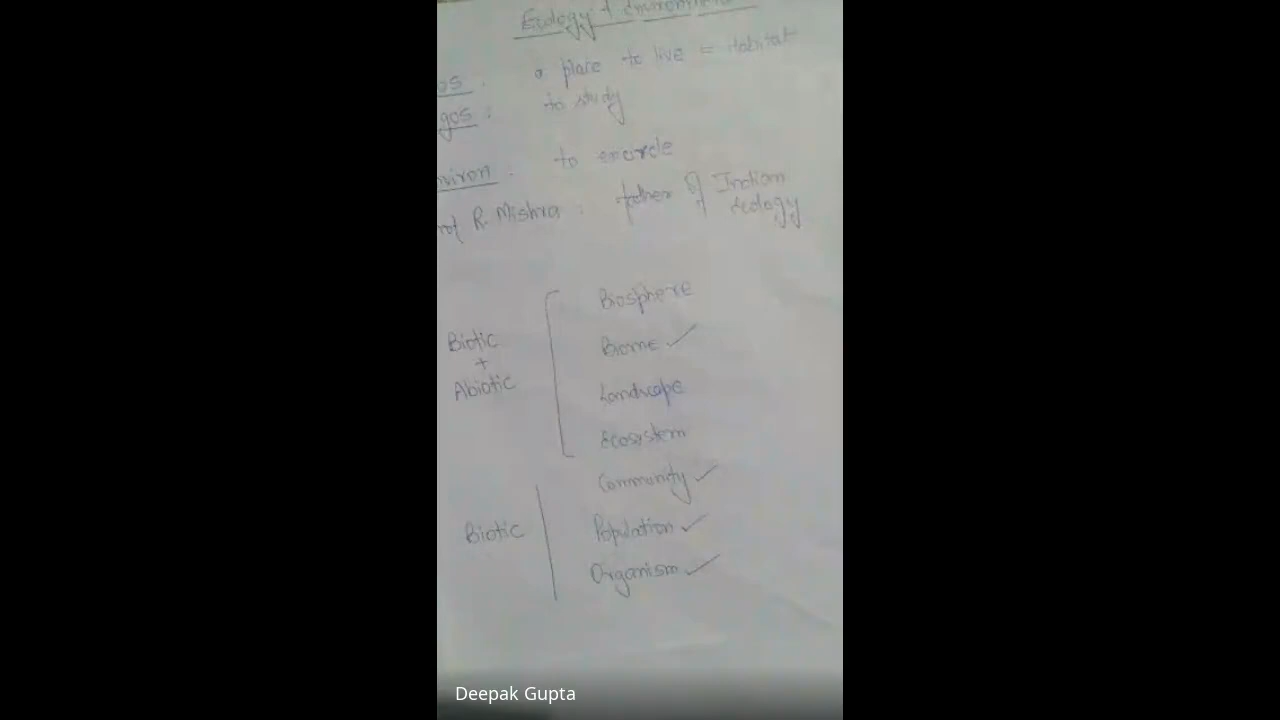 Ecology & environment
os : a place to live = Habitat
gos : to study
nviron : to encircle
rof R. Mishra : father of Indian
Ecology
Biosphere
Biome ✓
Landscape
Ecosystem
Biotic
+
Abiotic
Community ✓
Population ✓
Organism ✓
Biotic
Deepak Gupta